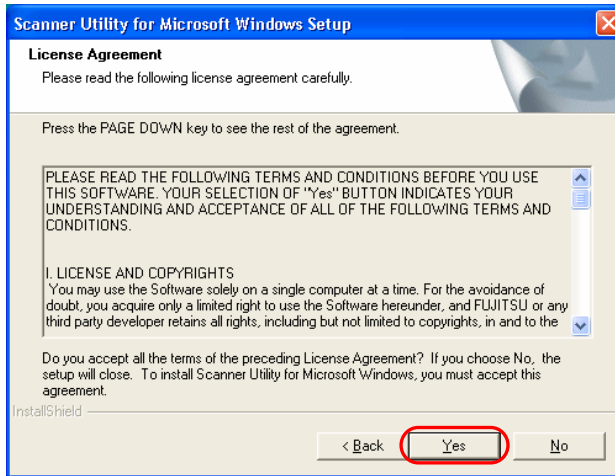 Scanner Utility for Microsoft Windows Setup
License Agreement
Please read the following license agreement carefully.
Press the PAGE DOWN key to see the rest of the agreement.
PLEASE READ THE FOLLOWING TERMS AND CONDITIONS BEFORE YOU USE
THIS SOFTWARE. YOUR SELECTION OF "Yes" BUTTON INDICATES YOUR
UNDERSTANDING AND ACCEPTANCE OF ALL OF THE FOLLOWING TERMS AND
CONDITIONS.
I. LICENSE AND COPYRIGHTS
You may use the Software solely on a single computer at a time. For the avoidance of
doubt, you acquire only a limited right to use the Software hereunder, and FUJITSU or any
third party developer retains all rights, including but not limited to copyrights, in and to the
Do you accept all the terms of the preceding License Agreement? If you choose No, the
setup will close. To install Scanner Utility for Microsoft Windows, you must accept this
agreement.
InstallShield
< Back Yes No